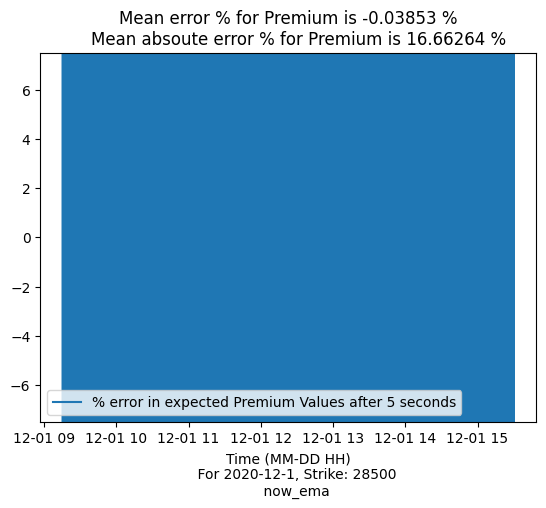 Mean error % for Premium is -0.03853 %
Mean absoute error % for Premium is 16.66264 %
6
4
2
0
−2
−4
−6
% error in expected Premium Values after 5 seconds
12-01 09 12-01 10 12-01 11 12-01 12 12-01 13 12-01 14 12-01 15
Time (MM-DD HH)
For 2020-12-1, Strike: 28500
now_ema